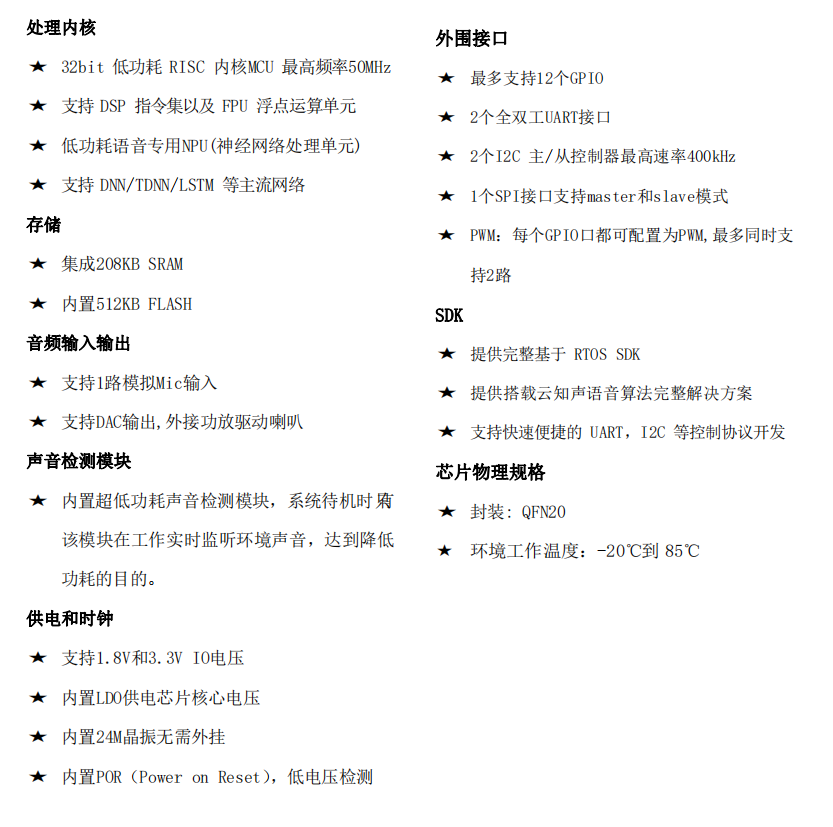 处理内核
★ 32bit 低功耗 RISC 内核MCU 最高频率50MHz
★ 支持 DSP 指令集以及 FPU 浮点运算单元
★ 低功耗语音专用NPU(神经网络处理单元)
★ 支持 DNN/TDNN/LSTM 等主流网络
存储
★ 集成208KB SRAM
★ 内置512KB FLASH
音频输入输出
★ 支持1路模拟Mic输入
★ 支持DAC输出,外接功放驱动喇叭
声音检测模块
★ 内置超低功耗声音检测模块，系统待机时只有
该模块在工作实时监听环境声音，达到降低
功耗的目的。
供电和时钟
★ 支持1.8V和3.3V IO电压
★ 内置LDO供电芯片核心电压
★ 内置24M晶振无需外挂
★ 内置POR（Power on Reset），低电压检测
外围接口
★ 最多支持12个GPIO
★ 2个全双工UART接口
★ 2个I2C 主/从控制器最高速率400kHz
★ 1个SPI接口支持master和slave模式
★ PWM：每个GPIO口都可配置为PWM,最多同时支
持2路
SDK
★ 提供完整基于 RTOS SDK
★ 提供搭载云知声语音算法完整解决方案
★ 支持快速便捷的 UART，I2C 等控制协议开发
芯片物理规格
★ 封装: QFN20
★ 环境工作温度：-20℃到 85℃